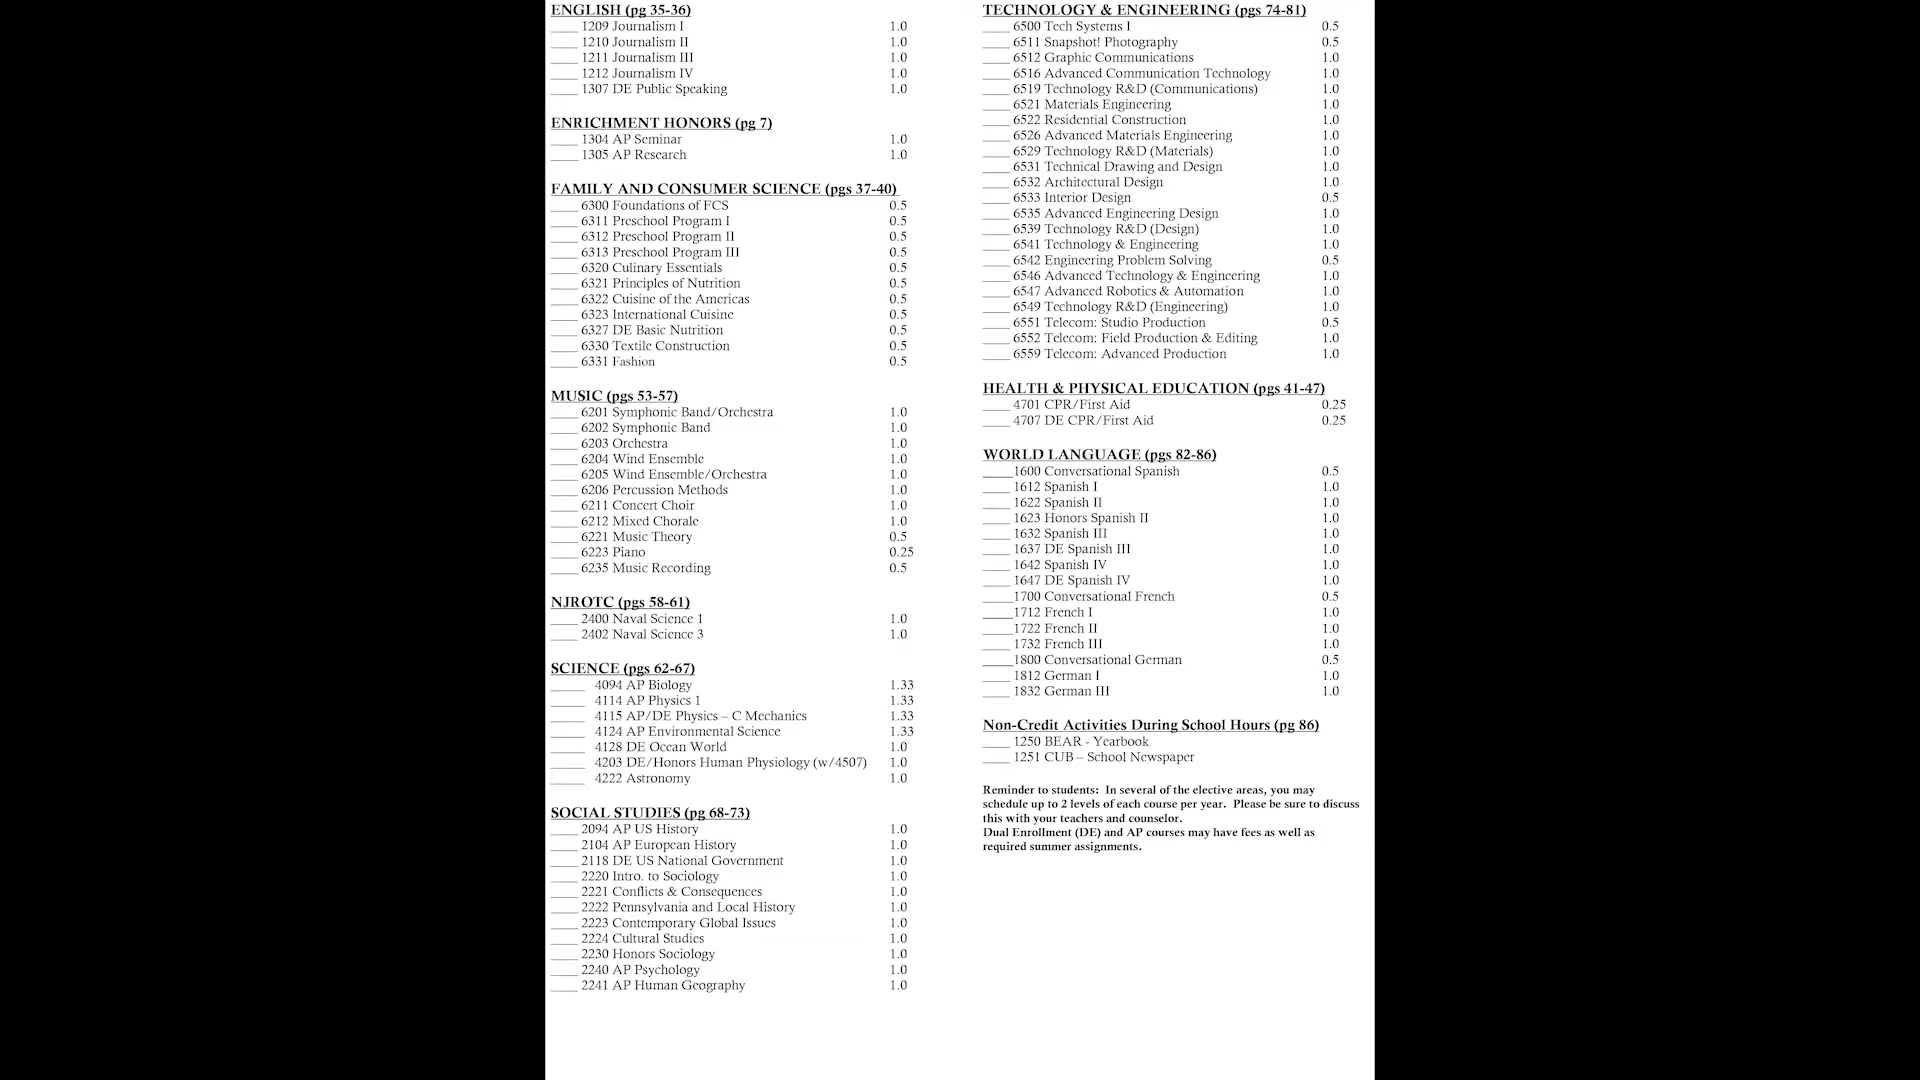 ENGLISH (pg 35-36)
____ 1209 Journalism I 1.0
____ 1210 Journalism II 1.0
____ 1211 Journalism III 1.0
____ 1212 Journalism IV 1.0
____ 1307 DE Public Speaking 1.0
ENRICHMENT HONORS (pg 7)
____ 1304 AP Seminar 1.0
____ 1305 AP Research 1.0
FAMILY AND CONSUMER SCIENCE (pgs 37-40)
____ 6300 Foundations of FCS 0.5
____ 6311 Preschool Program I 0.5
____ 6312 Preschool Program II 0.5
____ 6313 Preschool Program III 0.5
____ 6320 Culinary Essentials 0.5
____ 6321 Principles of Nutrition 0.5
____ 6322 Cuisine of the Americas 0.5
____ 6323 International Cuisine 0.5
____ 6327 DE Basic Nutrition 0.5
____ 6330 Textile Construction 0.5
____ 6331 Fashion 0.5
MUSIC (pgs 53-57)
____ 6201 Symphonic Band/Orchestra 1.0
____ 6202 Symphonic Band 1.0
____ 6203 Orchestra 1.0
____ 6204 Wind Ensemble 1.0
____ 6205 Wind Ensemble/Orchestra 1.0
____ 6206 Percussion Methods 1.0
____ 6211 Concert Choir 1.0
____ 6212 Mixed Chorale 1.0
____ 6221 Music Theory 0.5
____ 6223 Piano 0.25
____ 6235 Music Recording 0.5
NJROTC (pgs 58-61)
____ 2400 Naval Science 1 1.0
____ 2402 Naval Science 3 1.0
SCIENCE (pgs 62-67)
_____ 4094 AP Biology 1.33
_____ 4114 AP Physics 1 1.33
_____ 4115 AP/DE Physics – C Mechanics 1.33
_____ 4124 AP Environmental Science 1.33
_____ 4128 DE Ocean World 1.0
_____ 4203 DE/Honors Human Physiology (w/4507) 1.0
_____ 4222 Astronomy 1.0
SOCIAL STUDIES (pg 68-73)
____ 2094 AP US History 1.0
____ 2104 AP European History 1.0
____ 2118 DE US National Government 1.0
____ 2220 Intro. to Sociology 1.0
____ 2221 Conflicts & Consequences 1.0
____ 2222 Pennsylvania and Local History 1.0
____ 2223 Contemporary Global Issues 1.0
____ 2224 Cultural Studies 1.0
____ 2230 Honors Sociology 1.0
____ 2240 AP Psychology 1.0
____ 2241 AP Human Geography 1.0
TECHNOLOGY & ENGINEERING (pgs 74-81)
____ 6500 Tech Systems I 0.5
____ 6511 Snapshot! Photography 0.5
____ 6512 Graphic Communications 1.0
____ 6516 Advanced Communication Technology 1.0
____ 6519 Technology R&D (Communications) 1.0
____ 6521 Materials Engineering 1.0
____ 6522 Residential Construction 1.0
____ 6526 Advanced Materials Engineering 1.0
____ 6529 Technology R&D (Materials) 1.0
____ 6531 Technical Drawing and Design 1.0
____ 6532 Architectural Design 1.0
____ 6533 Interior Design 0.5
____ 6535 Advanced Engineering Design 1.0
____ 6539 Technology R&D (Design) 1.0
____ 6541 Technology & Engineering 1.0
____ 6542 Engineering Problem Solving 0.5
____ 6546 Advanced Technology & Engineering 1.0
____ 6547 Advanced Robotics & Automation 1.0
____ 6549 Technology R&D (Engineering) 1.0
____ 6551 Telecom: Studio Production 0.5
____ 6552 Telecom: Field Production & Editing 1.0
____ 6559 Telecom: Advanced Production 1.0
HEALTH & PHYSICAL EDUCATION (pgs 41-47)
____ 4701 CPR/First Aid 0.25
____ 4707 DE CPR/First Aid 0.25
WORLD LANGUAGE (pgs 82-86)
____1600 Conversational Spanish 0.5
____ 1612 Spanish I 1.0
____ 1622 Spanish II 1.0
____ 1623 Honors Spanish II 1.0
____ 1632 Spanish III 1.0
____ 1637 DE Spanish III 1.0
____ 1642 Spanish IV 1.0
____ 1647 DE Spanish IV 1.0
____1700 Conversational French 0.5
____ 1712 French I 1.0
____ 1722 French II 1.0
____ 1732 French III 1.0
____1800 Conversational German 0.5
____ 1812 German I 1.0
____ 1832 German III 1.0
Non-Credit Activities During School Hours (pg 86)
____ 1250 BEAR - Yearbook
____ 1251 CUB – School Newspaper
Reminder to students: In several of the elective areas, you may
schedule up to 2 levels of each course per year. Please be sure to discuss
this with your teachers and counselor.
Dual Enrollment (DE) and AP courses may have fees as well as
required summer assignments.